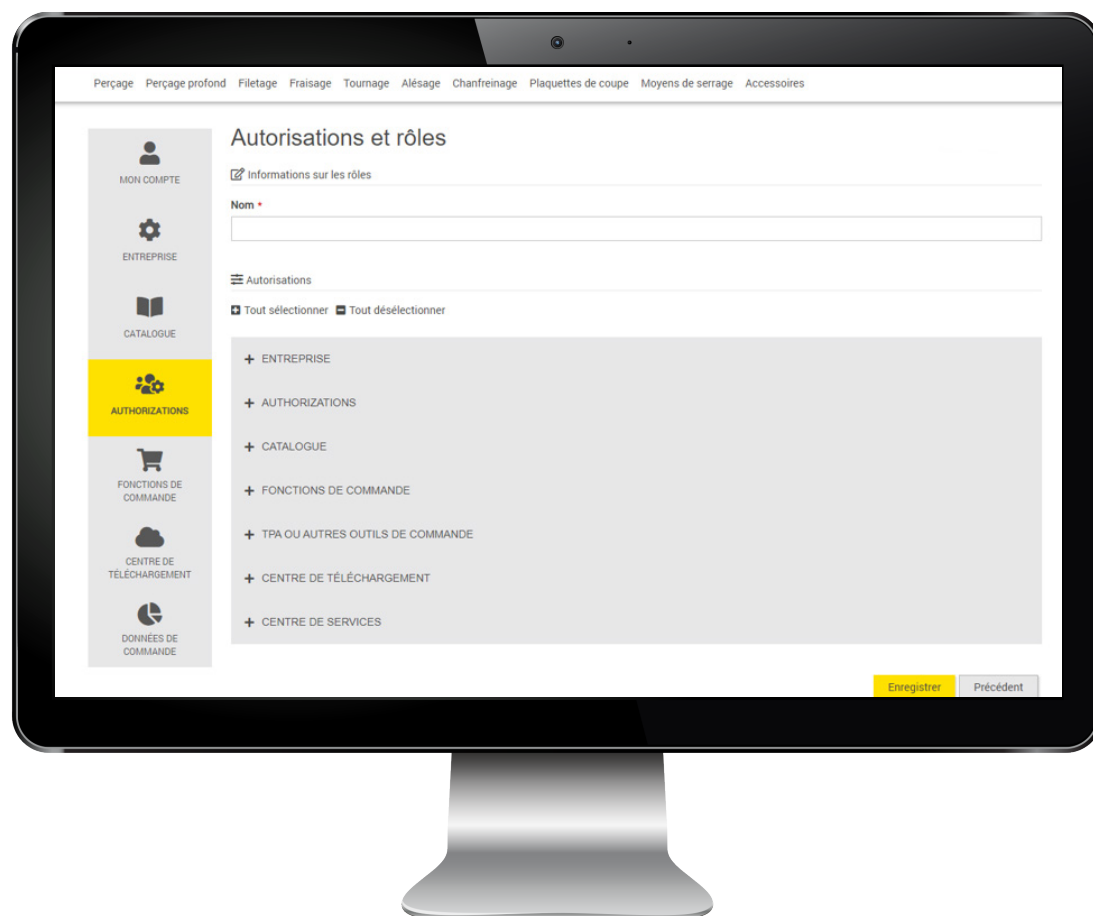 Perçage Perçage profond Filetage Fraisage Tournage Alésage Chanfreinage Plaquettes de coupe Moyens de serrage Accessoires
MON COMPTE
ENTREPRISE
CATALOGUE
AUTHORIZATIONS
FONCTIONS DE
COMMANDE
CENTRE DE
TÉLÉCHARGEMENT
DONNÉES DE
COMMANDE
Autorisations et rôles
Informations sur les rôles
Nom *
Autorisations
Tout sélectionner Tout désélectionner
+ ENTREPRISE
+ AUTHORIZATIONS
+ CATALOGUE
+ FONCTIONS DE COMMANDE
+ TPA OU AUTRES OUTILS DE COMMANDE
+ CENTRE DE TÉLÉCHARGEMENT
+ CENTRE DE SERVICES
Enregistrer Précédent